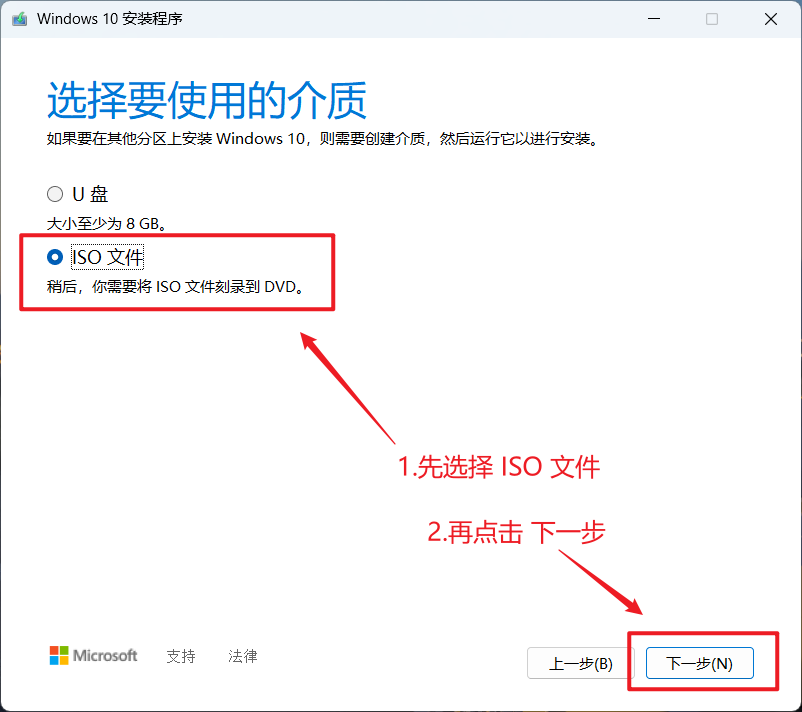 Windows 10 安装程序
选择要使用的介质
如果要在其他分区上安装 Windows 10，则需要创建介质，然后运行它以进行安装。
U 盘
大小至少为 8 GB。
ISO 文件
稍后，你需要将 ISO 文件刻录到 DVD。
1.先选择 ISO 文件
2.再点击 下一步
Microsoft 支持 法律 上一步(B) 下一步(N)